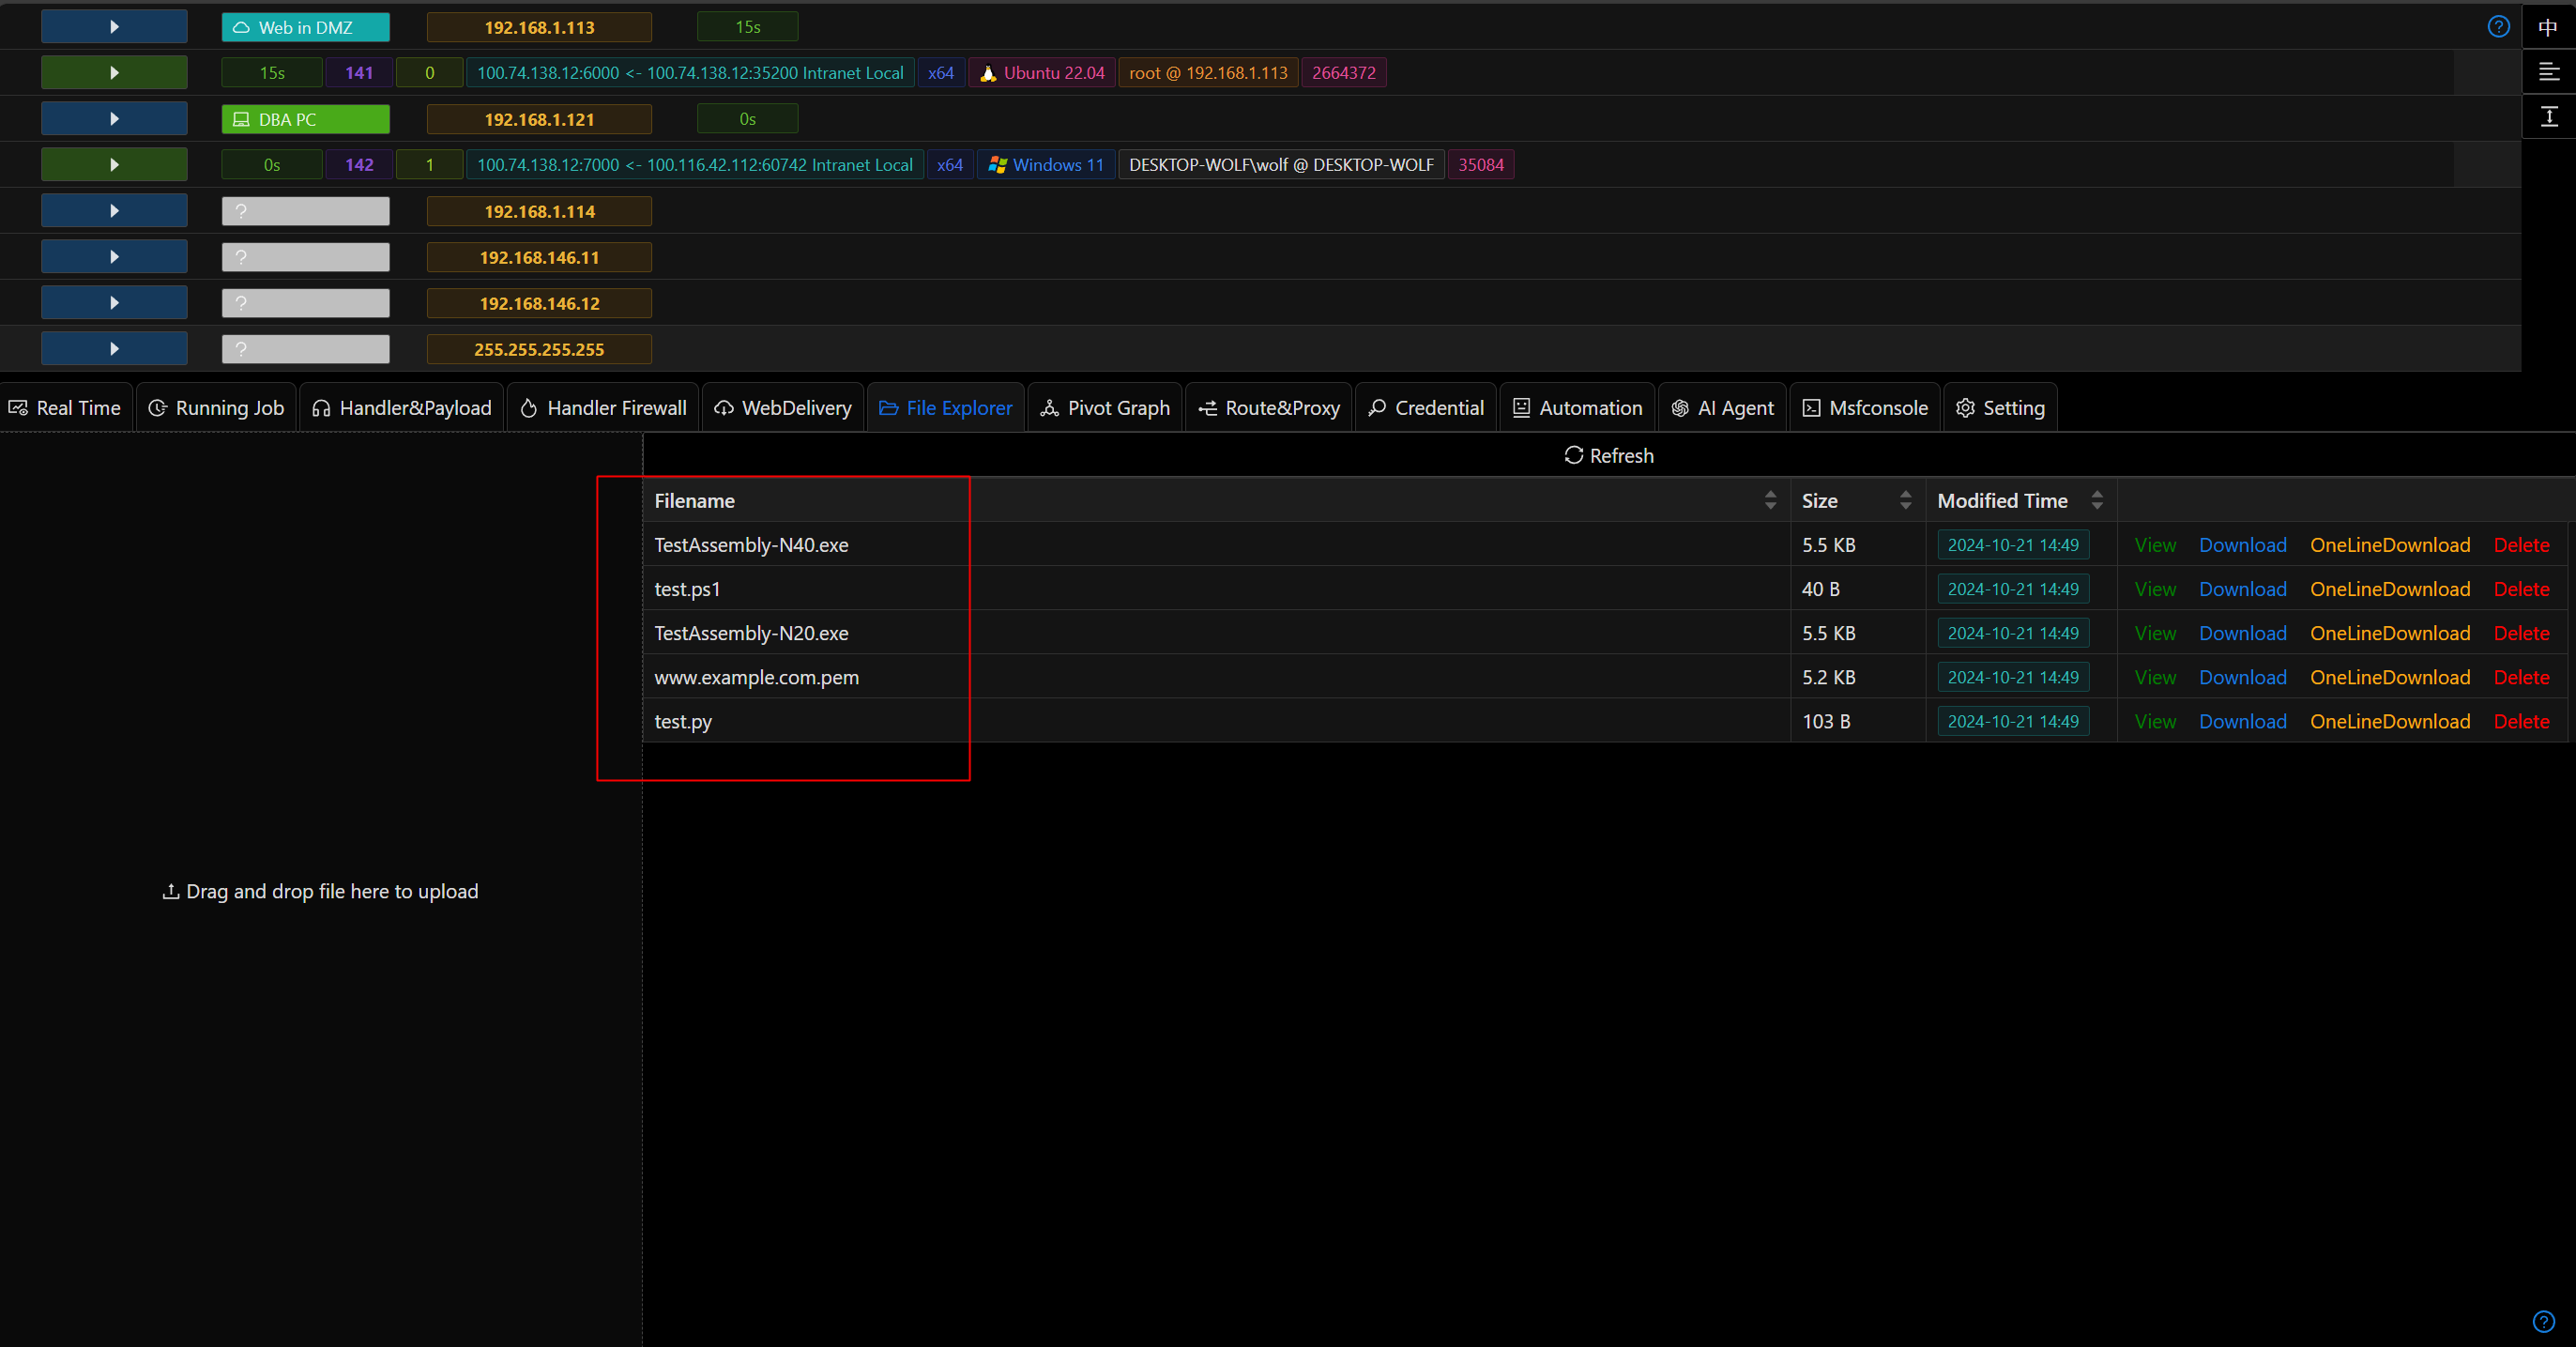 Web in DMZ 192.168.1.113 15s 中
15s 141 0 100.74.138.12:6000 <- 100.74.138.12:35200 Intranet Local x64 Ubuntu 22.04 root @ 192.168.1.113 2664372
DBA PC 192.168.1.121 0s
0s 142 1 100.74.138.12:7000 <- 100.116.42.112:60742 Intranet Local x64 Windows 11 DESKTOP-WOLF\wolf @ DESKTOP-WOLF 35084
? 192.168.1.114
? 192.168.146.11
? 192.168.146.12
? 255.255.255.255
Real Time Running Job Handler&Payload Handler Firewall WebDelivery File Explorer Pivot Graph Route&Proxy Credential Automation AI Agent Msfconsole Setting
Refresh
Filename Size Modified Time
TestAssembly-N40.exe 5.5 KB 2024-10-21 14:49 View Download OneLineDownload Delete
test.ps1 40 B 2024-10-21 14:49 View Download OneLineDownload Delete
TestAssembly-N20.exe 5.5 KB 2024-10-21 14:49 View Download OneLineDownload Delete
www.example.com.pem 5.2 KB 2024-10-21 14:49 View Download OneLineDownload Delete
test.py 103 B 2024-10-21 14:49 View Download OneLineDownload Delete
Drag and drop file here to upload